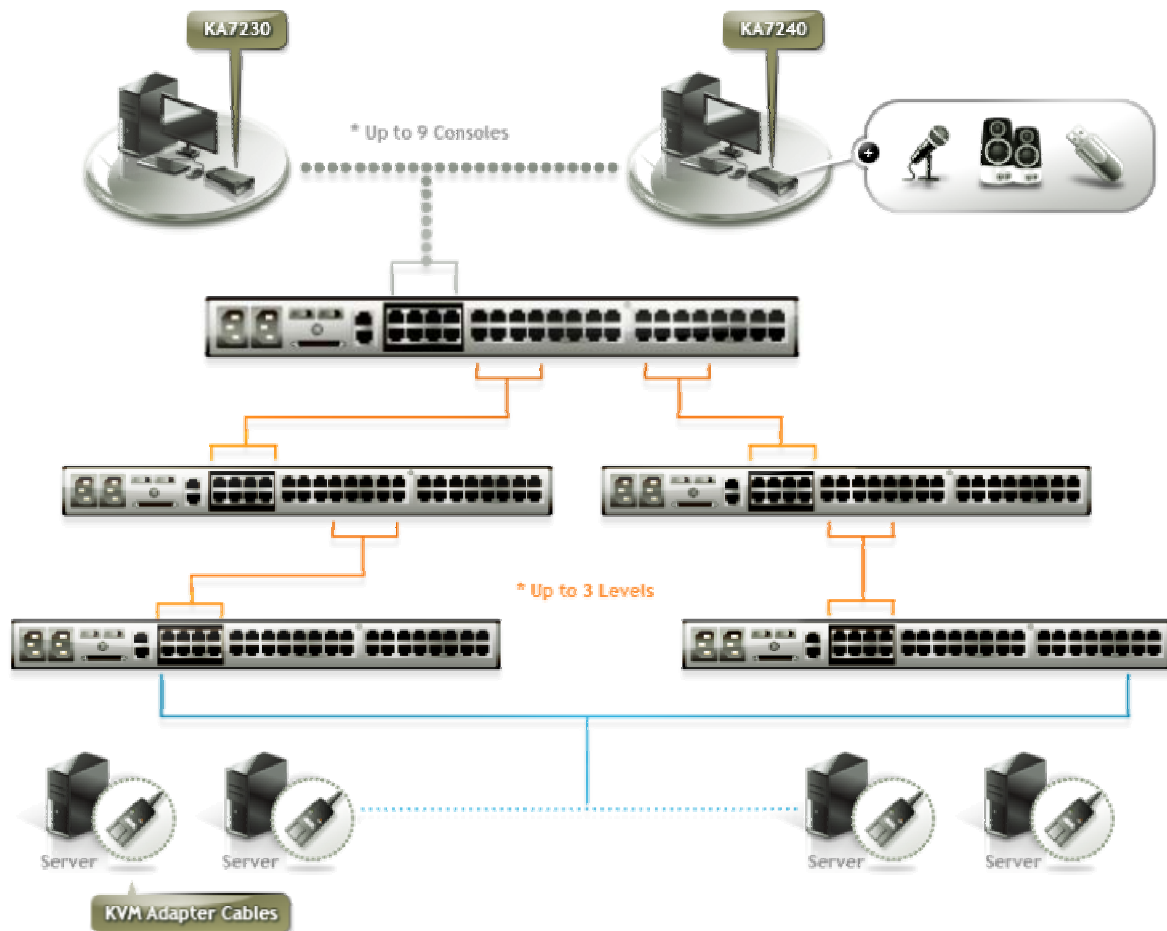 KA7230
KA7240
* Up to 9 Consoles
* Up to 3 Levels
Server
Server
Server
Server
KVM Adapter Cables